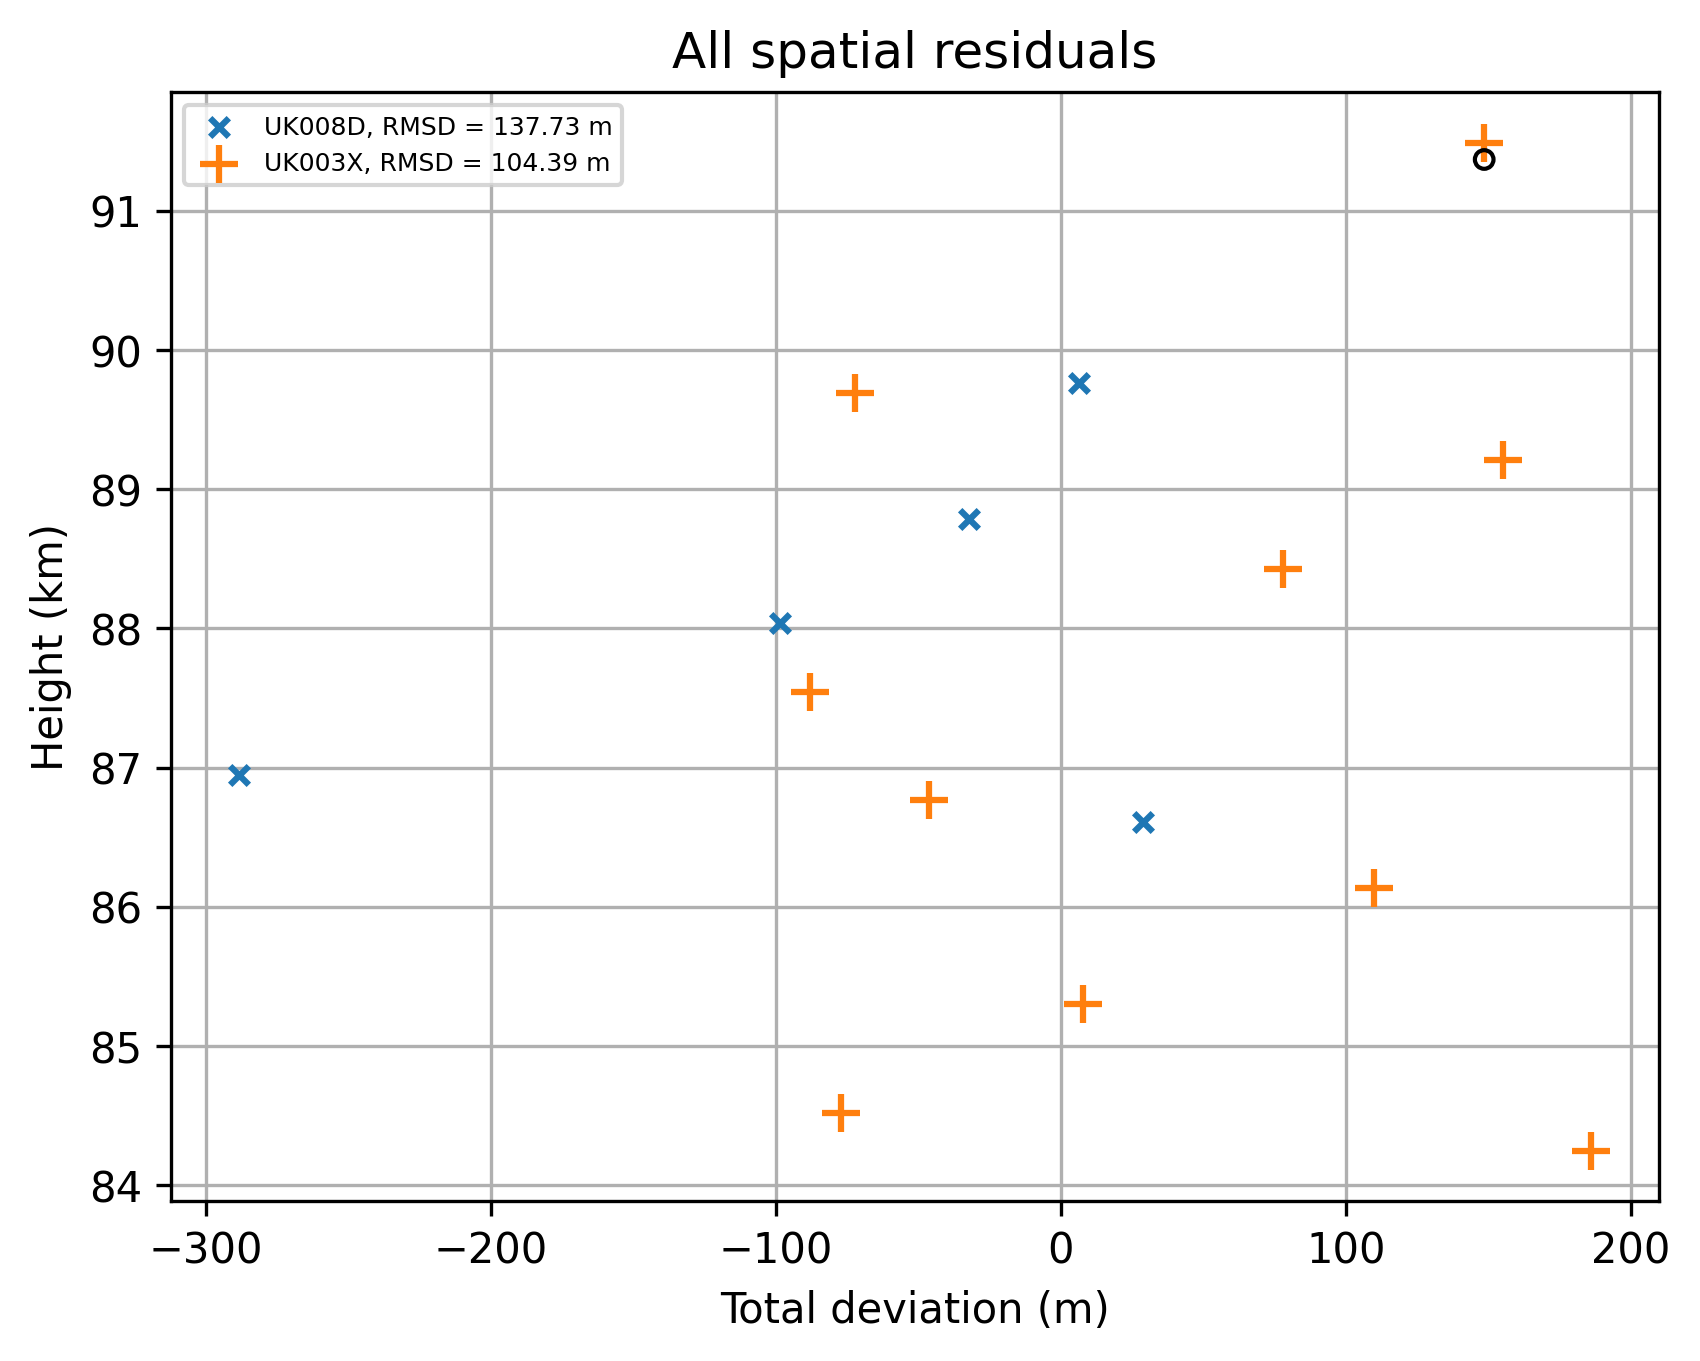 All spatial residuals
UK008D, RMSD = 137.73 m
UK003X, RMSD = 104.39 m
91
90
89
88
87
86
85
84
Height (km)
−300 −200 −100 0 100 200
Total deviation (m)